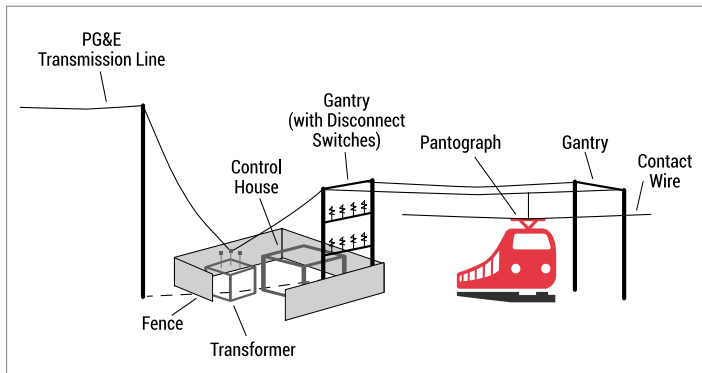 PG&E
Transmission Line
Gantry
(with Disconnect
Switches)
Pantograph
Gantry
Contact
Wire
Control
House
Fence
Transformer